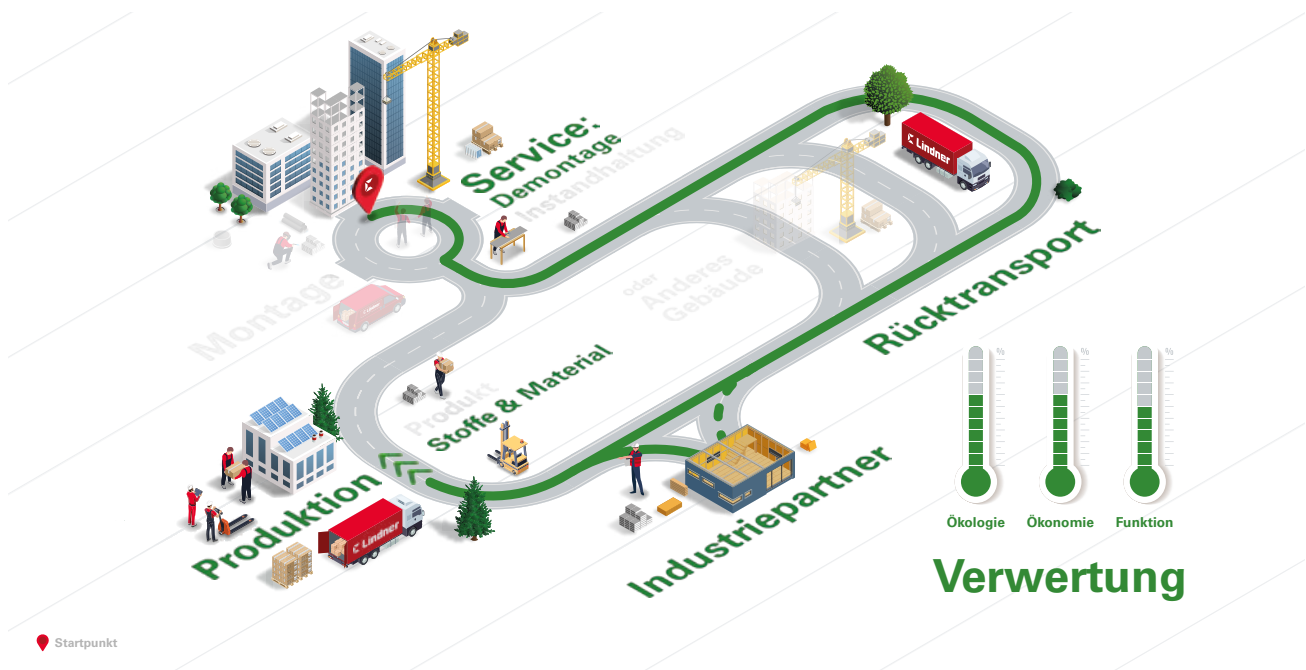 Service:
Demontage
Instandhaltung
Lindner
Montage
Lindner
oder
Anderes
Gebäude
Rücktransport
Produkt
Stoffe & Material
Produktion
Lindner
Industriepartner
% % %
Ökologie Ökonomie Funktion
Verwertung
Startpunkt